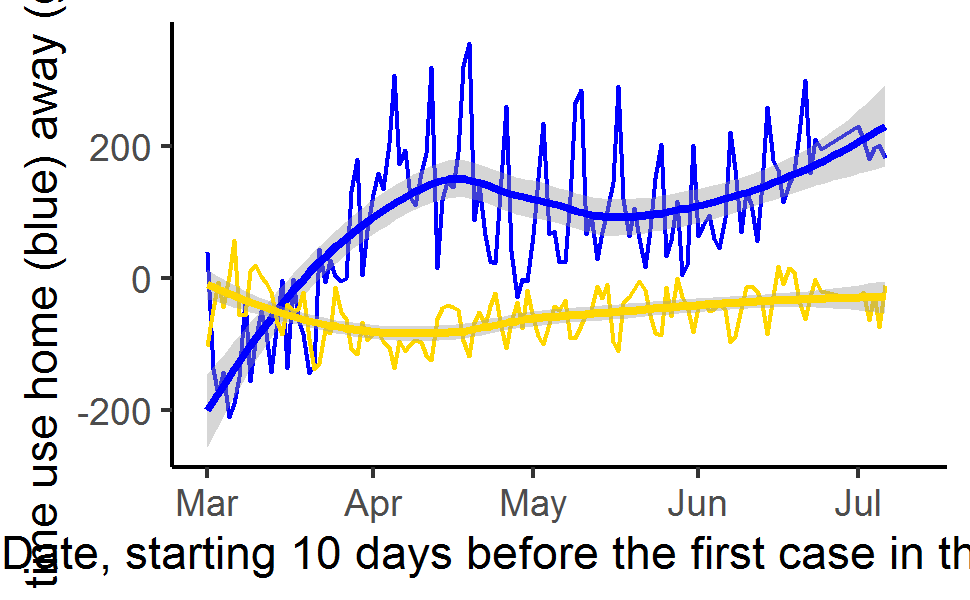 time use home (blue) away (
200
0
-200
Mar Apr May Jun Jul
Date, starting 10 days before the first case in th